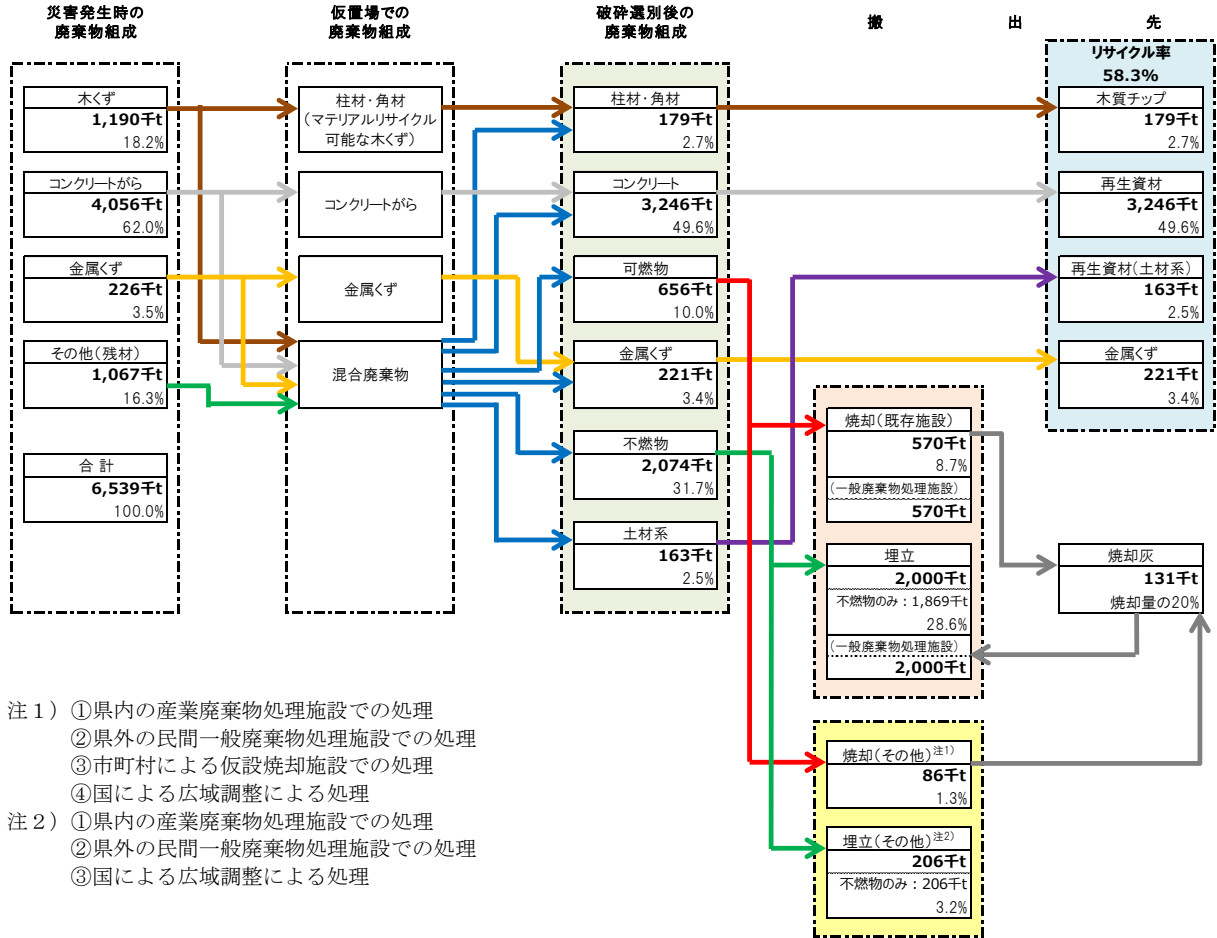 災害発生時の
廃棄物組成
仮置場での
廃棄物組成
破砕選別後の
廃棄物組成
搬 出 先
木くず
1,190千t
18.2%
コンクリートがら
4,056千t
62.0%
金属くず
226千t
3.5%
その他(残材)
1,067千t
16.3%
合 計
6,539千t
100.0%
柱材・角材
(マテリアルリサイクル
可能な木くず)
コンクリートがら
金属くず
混合廃棄物
柱材・角材
179千t
2.7%
コンクリート
3,246千t
49.6%
可燃物
656千t
10.0%
金属くず
221千t
3.4%
不燃物
2,074千t
31.7%
土材系
163千t
2.5%
リサイクル率
58.3%
木質チップ
179千t
2.7%
再生資材
3,246千t
49.6%
再生資材(土材系)
163千t
2.5%
金属くず
221千t
3.4%
焼却(既存施設)
570千t
8.7%
(一般廃棄物処理施設)
570千t
埋立
2,000千t
不燃物のみ：1,869千t
28.6%
(一般廃棄物処理施設)
2,000千t
焼却灰
131千t
焼却量の20%
焼却(その他)注1)
86千t
1.3%
埋立(その他)注2)
206千t
不燃物のみ：206千t
3.2%
注１）①県内の産業廃棄物処理施設での処理
②県外の民間一般廃棄物処理施設での処理
③市町村による仮設焼却施設での処理
④国による広域調整による処理
注２）①県内の産業廃棄物処理施設での処理
②県外の民間一般廃棄物処理施設での処理
③国による広域調整による処理